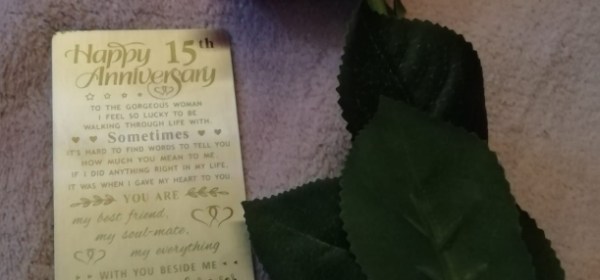 Happy 15th
Anniversary
TO THE GORGEOUS WOMAN
I FEEL SO LUCKY TO BE
WALKING THROUGH LIFE WITH.
Sometimes
IT'S HARD TO FIND WORDS TO TELL YOU
HOW MUCH YOU MEAN TO ME.
IF I DID ANYTHING RIGHT IN MY LIFE,
IT WAS WHEN I GAVE MY HEART TO YOU.
YOU ARE
my best friend,
my soul-mate,
my everything
WITH YOU BESIDE ME